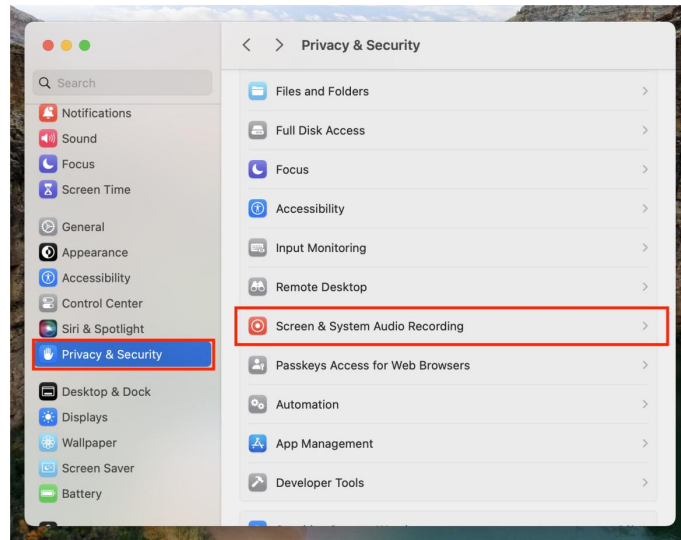 Privacy & Security
Search
Notifications
Sound
Focus
Screen Time
General
Appearance
Accessibility
Control Center
Siri & Spotlight
Privacy & Security
Desktop & Dock
Displays
Wallpaper
Screen Saver
Battery
Files and Folders
Full Disk Access
Focus
Accessibility
Input Monitoring
Remote Desktop
Screen & System Audio Recording
Passkeys Access for Web Browsers
Automation
App Management
Developer Tools